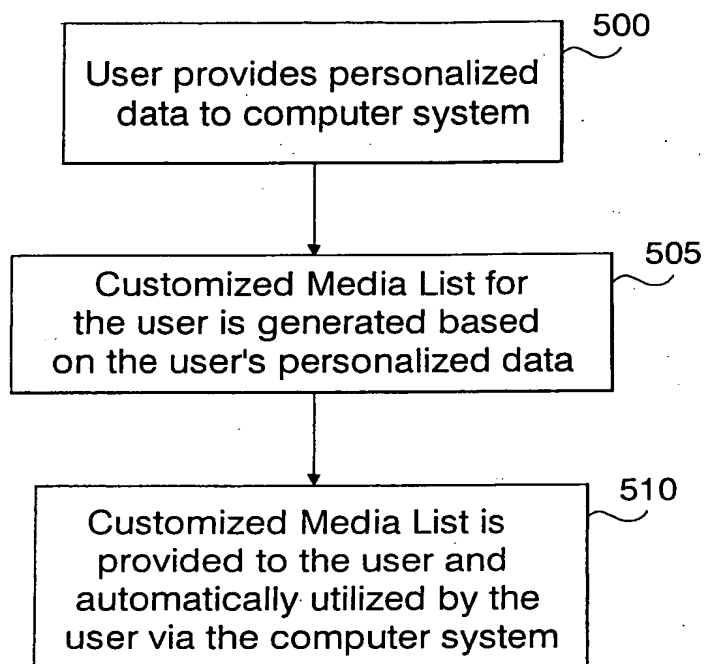 500
User provides personalized
data to computer system
505
Customized Media List for
the user is generated based
on the user's personalized data
510
Customized Media List is
provided to the user and
automatically utilized by the
user via the computer system